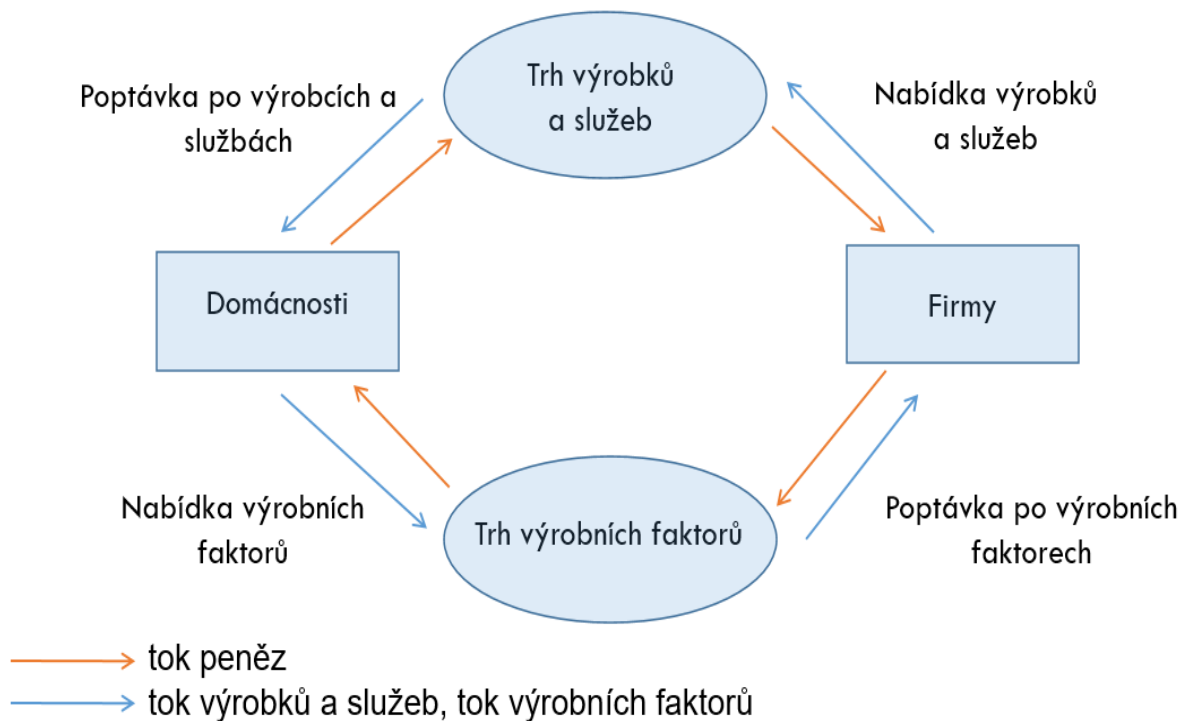 Trh výrobků
a služeb
Poptávka po výrobcích a
službách
Nabídka výrobků
a služeb
Domácnosti
Firmy
Nabídka výrobních
faktorů
Trh výrobních faktorů
Poptávka po výrobních
faktorech
tok peněz
tok výrobků a služeb, tok výrobních faktorů